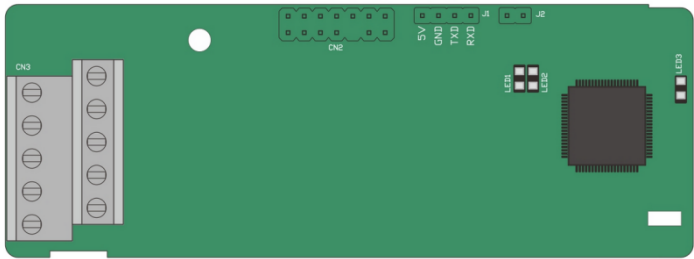 J1
J2
5V
GND
TXD
RXD
CN2
CN3
LED1
LED2
LED3